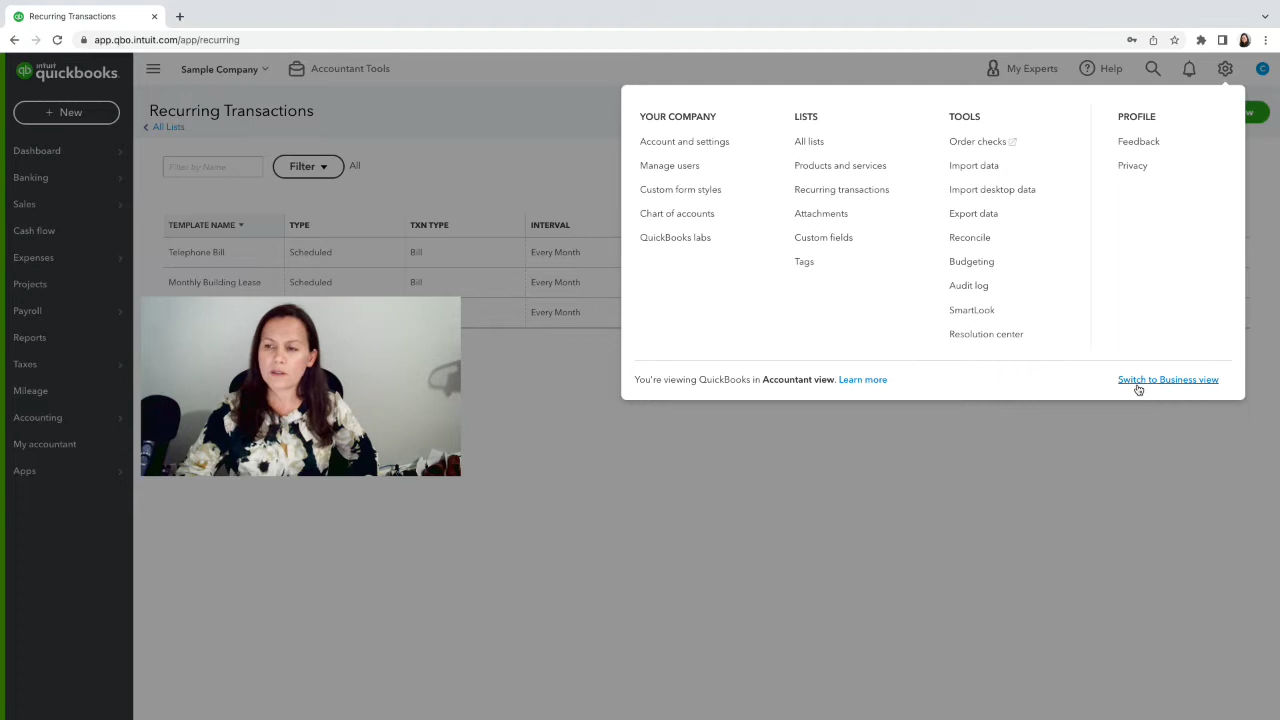 Recurring Transactions
app.qbo.intuit.com/app/recurring
intuit
quickbooks.
Sample Company
Accountant Tools
My Experts
Help
C
+ New
Dashboard
Banking
Sales
Cash flow
Expenses
Projects
Payroll
Reports
Taxes
Mileage
Accounting
My accountant
Apps
Recurring Transactions
All Lists
Filter by Name
Filter
All
TEMPLATE NAME TYPE TXN TYPE INTERVAL
Telephone Bill Scheduled Bill Every Month
Monthly Building Lease Scheduled Bill Every Month
Every Month
YOUR COMPANY
Account and settings
Manage users
Custom form styles
Chart of accounts
QuickBooks labs
LISTS
All lists
Products and services
Recurring transactions
Attachments
Custom fields
Tags
TOOLS
Order checks
Import data
Import desktop data
Export data
Reconcile
Budgeting
Audit log
SmartLook
Resolution center
PROFILE
Feedback
Privacy
You're viewing QuickBooks in Accountant view. Learn more
Switch to Business view